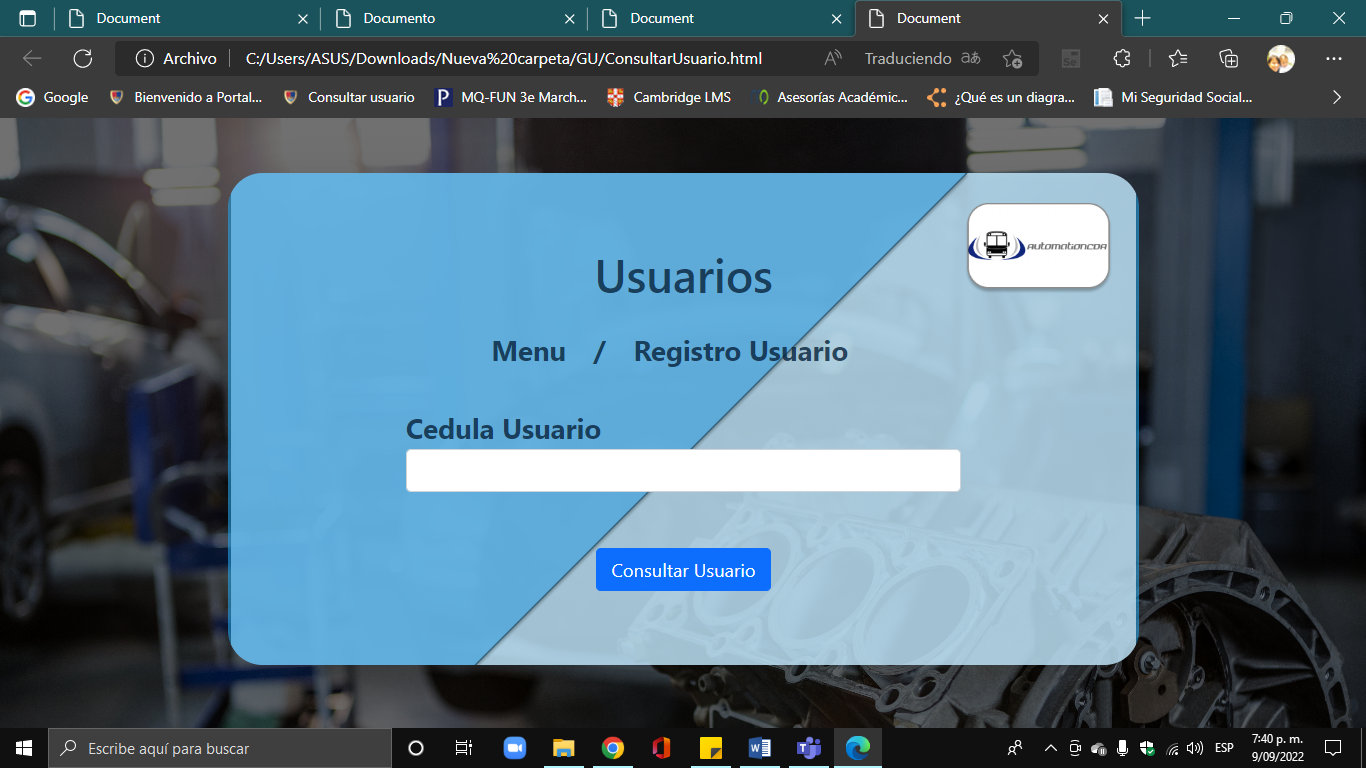 Document
Documento
Document
Document
Archivo
C:/Users/ASUS/Downloads/Nueva%20carpeta/GU/ConsultarUsuario.html
Traduciendo
Google
Bienvenido a Portal...
Consultar usuario
MQ-FUN 3e March...
Cambridge LMS
Asesorías Académic...
¿Qué es un diagra...
Mi Seguridad Social...
AUTOMATIONCDA
Usuarios
Menu / Registro Usuario
Cedula Usuario
Consultar Usuario
Escribe aquí para buscar
ESP
7:40 p. m.
9/09/2022